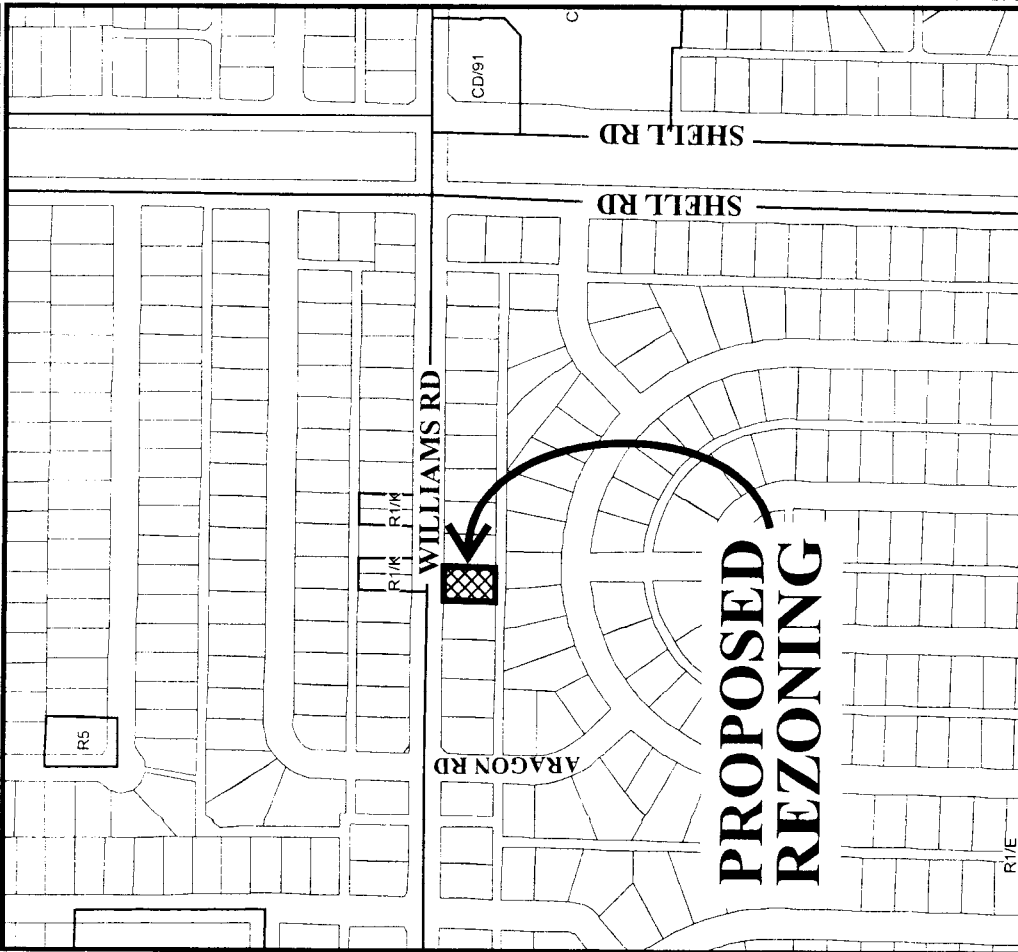 CD/91
C
SHELL RD
SHELL RD
WILLIAMS RD
R1/K
R1/K
R5
ARAGON RD
PROPOSED
REZONING
R1/E